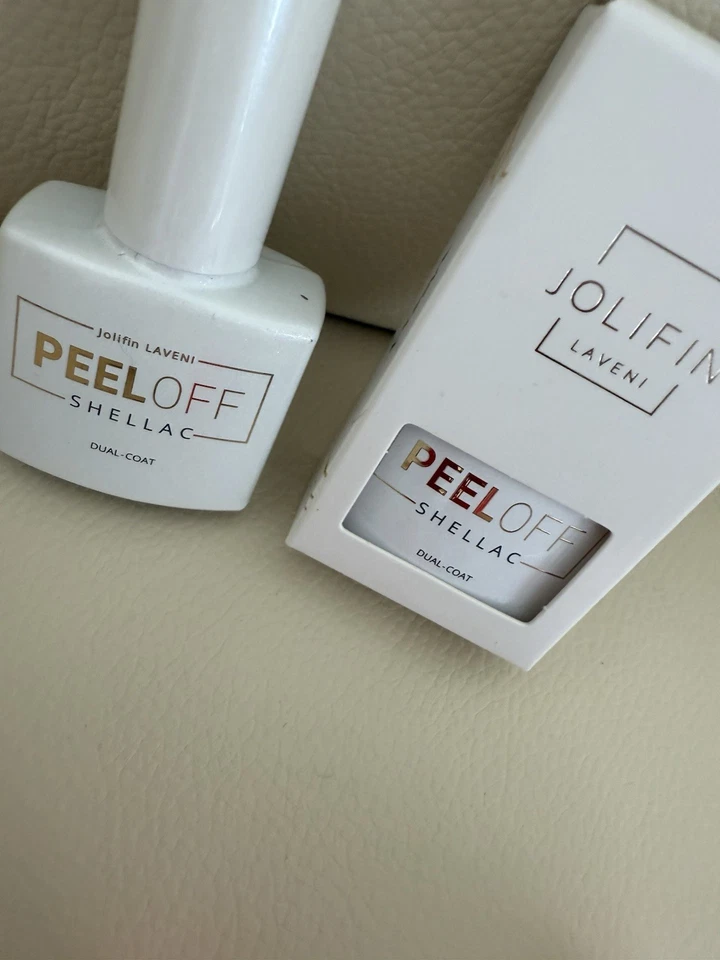 Jolifin LAVENI
PEELOFF
SHELLAC
DUAL-COAT
JOLIFIN
LAVENI
PEELOFF
SHELLAC
DUAL-COAT